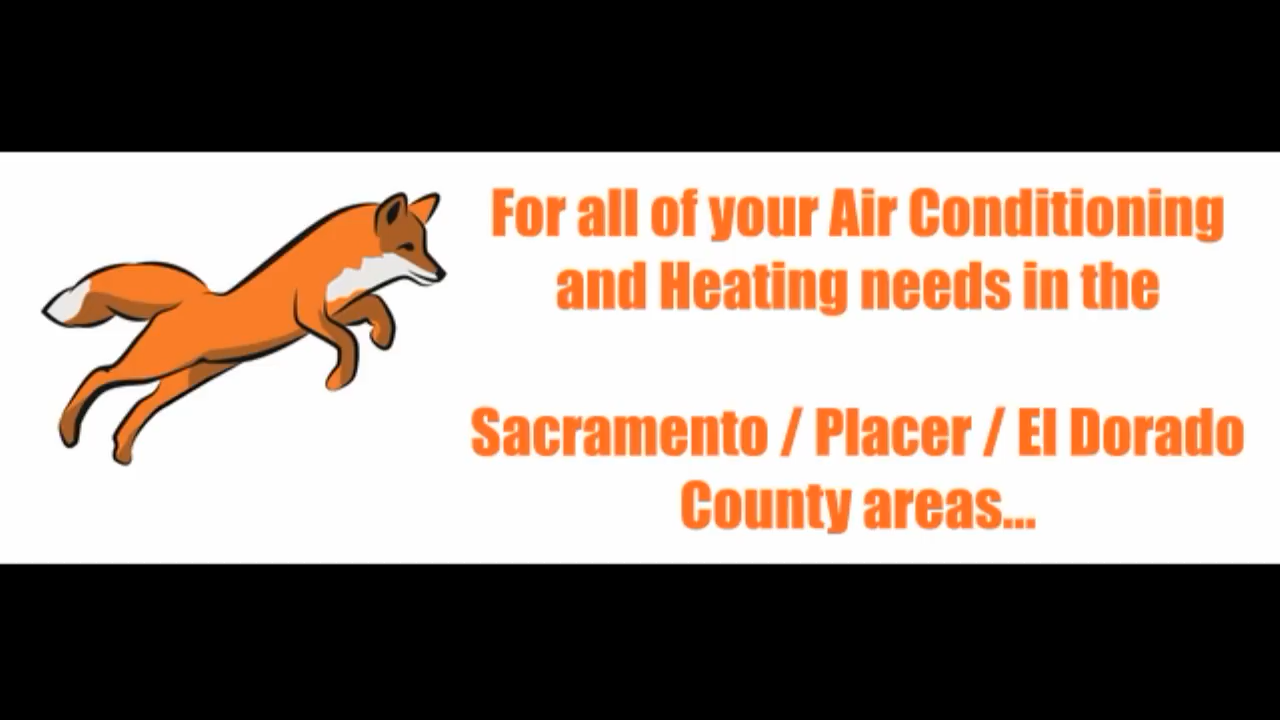 For all of your Air Conditioning
and Heating needs in the
Sacramento / Placer / El Dorado
County areas...